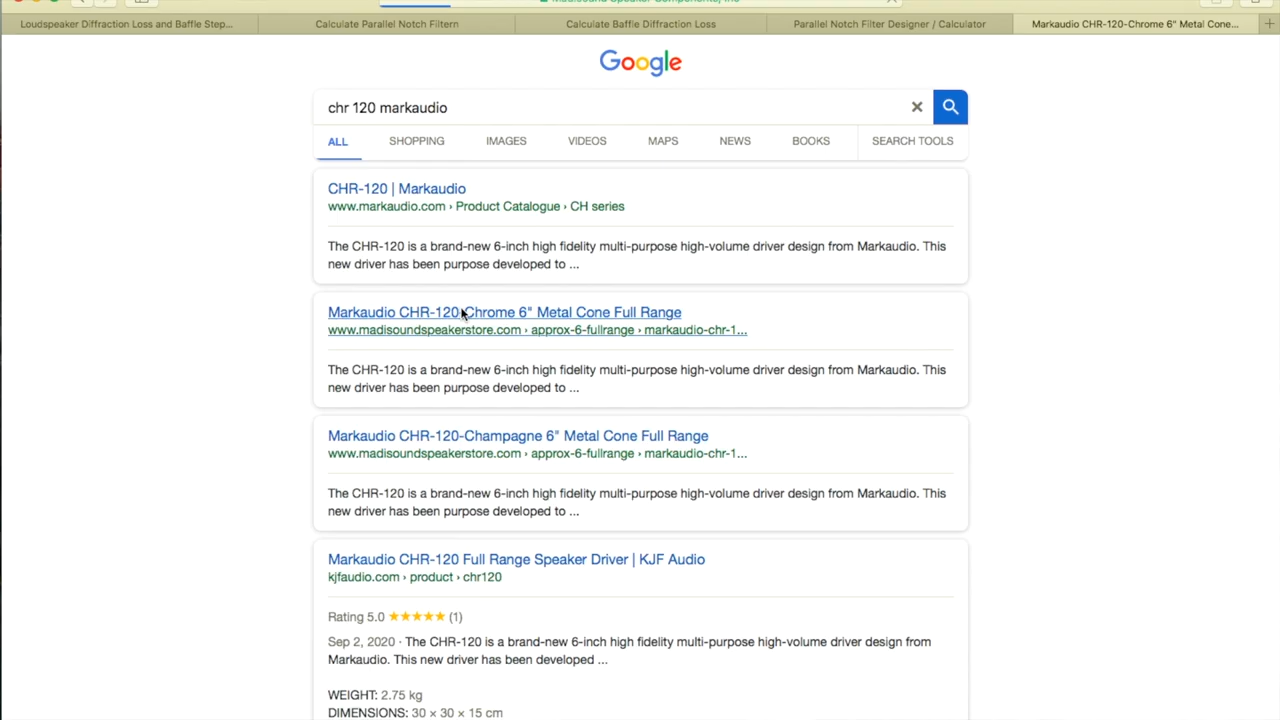 Loudspeaker Diffraction Loss and Baffle Step...
Calculate Parallel Notch Filtern
Calculate Baffle Diffraction Loss
Parallel Notch Filter Designer / Calculator
Markaudio CHR-120-Chrome 6" Metal Cone...
Google
chr 120 markaudio
ALL SHOPPING IMAGES VIDEOS MAPS NEWS BOOKS SEARCH TOOLS
CHR-120 | Markaudio
www.markaudio.com › Product Catalogue › CH series
The CHR-120 is a brand-new 6-inch high fidelity multi-purpose high-volume driver design from Markaudio. This
new driver has been purpose developed to ...
Markaudio CHR-120-Chrome 6" Metal Cone Full Range
www.madisoundspeakerstore.com › approx-6-fullrange › markaudio-chr-1...
The CHR-120 is a brand-new 6-inch high fidelity multi-purpose high-volume driver design from Markaudio. This
new driver has been purpose developed to ...
Markaudio CHR-120-Champagne 6" Metal Cone Full Range
www.madisoundspeakerstore.com › approx-6-fullrange › markaudio-chr-1...
The CHR-120 is a brand-new 6-inch high fidelity multi-purpose high-volume driver design from Markaudio. This
new driver has been purpose developed to ...
Markaudio CHR-120 Full Range Speaker Driver | KJF Audio
kjfaudio.com › product › chr120
Rating 5.0 ★★★★★ (1)
Sep 2, 2020 · The CHR-120 is a brand-new 6-inch high fidelity multi-purpose high-volume driver design from
Markaudio. This new driver has been developed ...
WEIGHT: 2.75 kg
DIMENSIONS: 30 × 30 × 15 cm